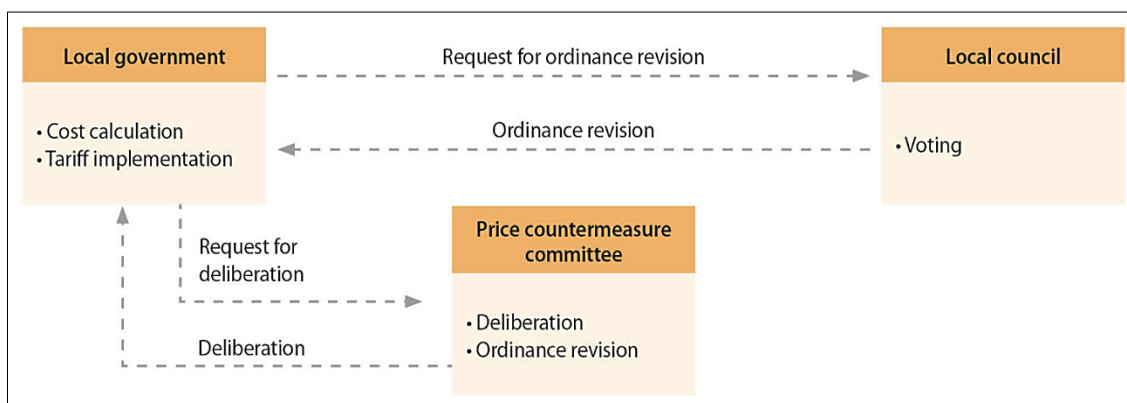 Local government
• Cost calculation
• Tariff implementation
Request for ordinance revision
Ordinance revision
Local council
• Voting
Request for
deliberation
Deliberation
Price countermeasure
committee
• Deliberation
• Ordinance revision